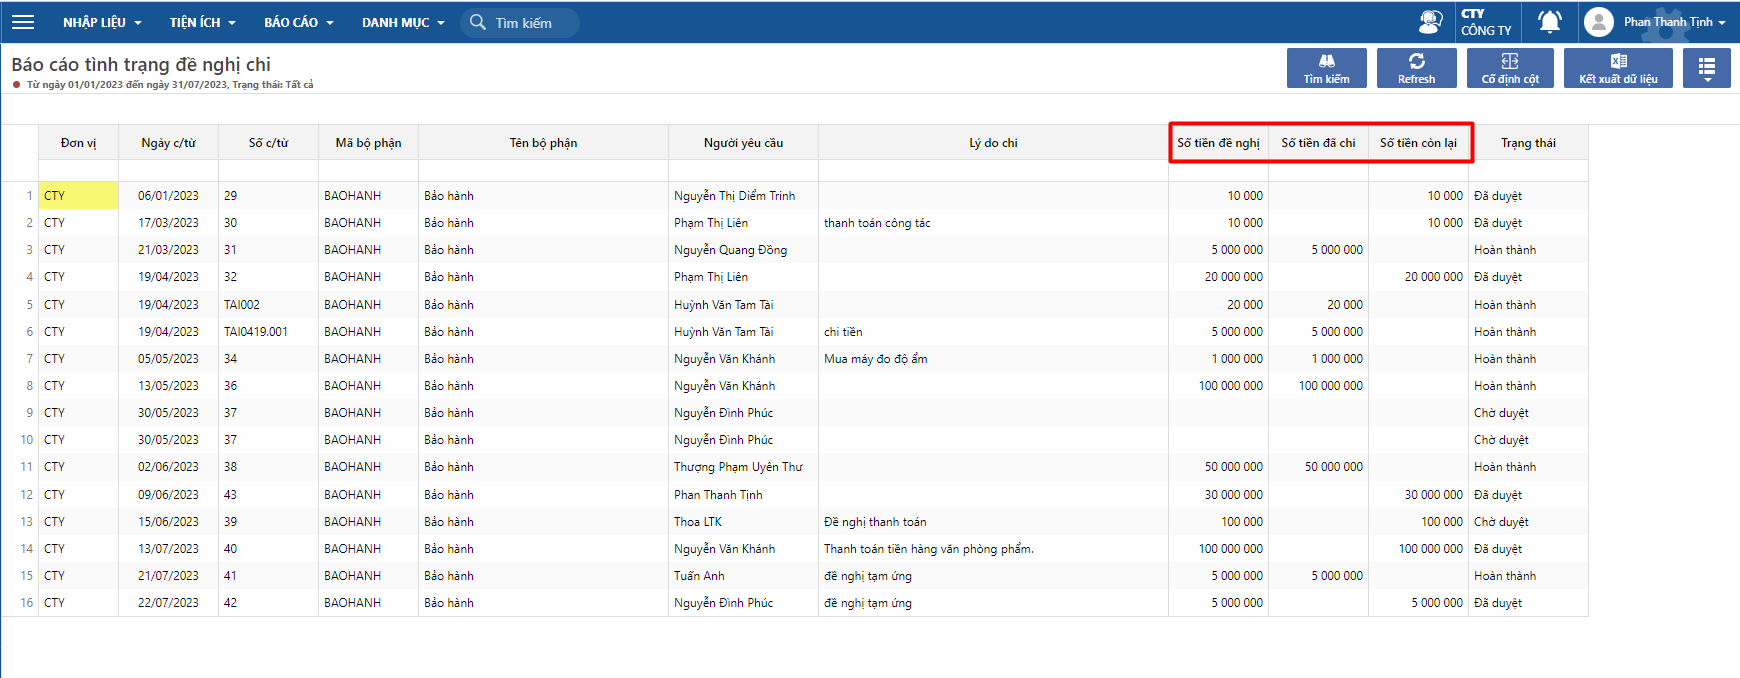 NHẬP LIỆU TIỆN ÍCH BÁO CÁO DANH MỤC Tìm kiếm CTY CÔNG TY Phan Thanh Tịnh
Báo cáo tình trạng đề nghị chi
Từ ngày 01/01/2023 đến ngày 31/07/2023, Trạng thái: Tất cả
Tìm kiếm Refresh Cố định cột Kết xuất dữ liệu
Đơn vị Ngày c/từ Số c/từ Mã bộ phận Tên bộ phận Người yêu cầu Lý do chi Số tiền đề nghị Số tiền đã chi Số tiền còn lại Trạng thái
1 CTY 06/01/2023 29 BAOHANH Bảo hành Nguyễn Thị Diểm Trinh 10 000 10 000 Đã duyệt
2 CTY 17/03/2023 30 BAOHANH Bảo hành Phạm Thị Liên thanh toán công tác 10 000 10 000 Đã duyệt
3 CTY 21/03/2023 31 BAOHANH Bảo hành Nguyễn Quang Đồng 5 000 000 5 000 000 Hoàn thành
4 CTY 19/04/2023 32 BAOHANH Bảo hành Phạm Thị Liên 20 000 000 20 000 000 Đã duyệt
5 CTY 19/04/2023 TAI002 BAOHANH Bảo hành Huỳnh Văn Tam Tài 20 000 20 000 Hoàn thành
6 CTY 19/04/2023 TAI0419.001 BAOHANH Bảo hành Huỳnh Văn Tam Tài chi tiền 5 000 000 5 000 000 Hoàn thành
7 CTY 05/05/2023 34 BAOHANH Bảo hành Nguyễn Văn Khánh Mua máy đo độ ẩm 1 000 000 1 000 000 Hoàn thành
8 CTY 13/05/2023 36 BAOHANH Bảo hành Nguyễn Văn Khánh 100 000 000 100 000 000 Hoàn thành
9 CTY 30/05/2023 37 BAOHANH Bảo hành Nguyễn Đình Phúc Chờ duyệt
10 CTY 30/05/2023 37 BAOHANH Bảo hành Nguyễn Đình Phúc Chờ duyệt
11 CTY 02/06/2023 38 BAOHANH Bảo hành Thượng Phạm Uyên Thư 50 000 000 50 000 000 Hoàn thành
12 CTY 09/06/2023 43 BAOHANH Bảo hành Phan Thanh Tịnh 30 000 000 30 000 000 Đã duyệt
13 CTY 15/06/2023 39 BAOHANH Bảo hành Thoa LTK Đề nghị thanh toán 100 000 100 000 Chờ duyệt
14 CTY 13/07/2023 40 BAOHANH Bảo hành Nguyễn Văn Khánh Thanh toán tiền hàng văn phòng phẩm. 100 000 000 100 000 000 Đã duyệt
15 CTY 21/07/2023 41 BAOHANH Bảo hành Tuấn Anh đề nghị tạm ứng 5 000 000 5 000 000 Hoàn thành
16 CTY 22/07/2023 42 BAOHANH Bảo hành Nguyễn Đình Phúc đề nghị tạm ứng 5 000 000 5 000 000 Đã duyệt